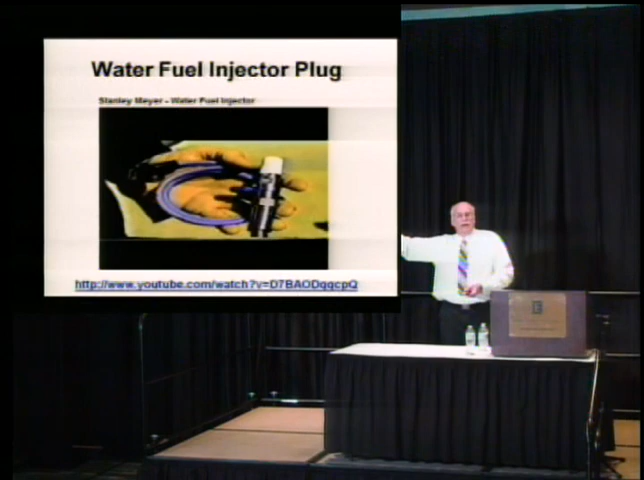 Water Fuel Injector Plug
Stanley Meyer - Water Fuel Injector
http://www.youtube.com/watch?v=D7BAODqqcpQ